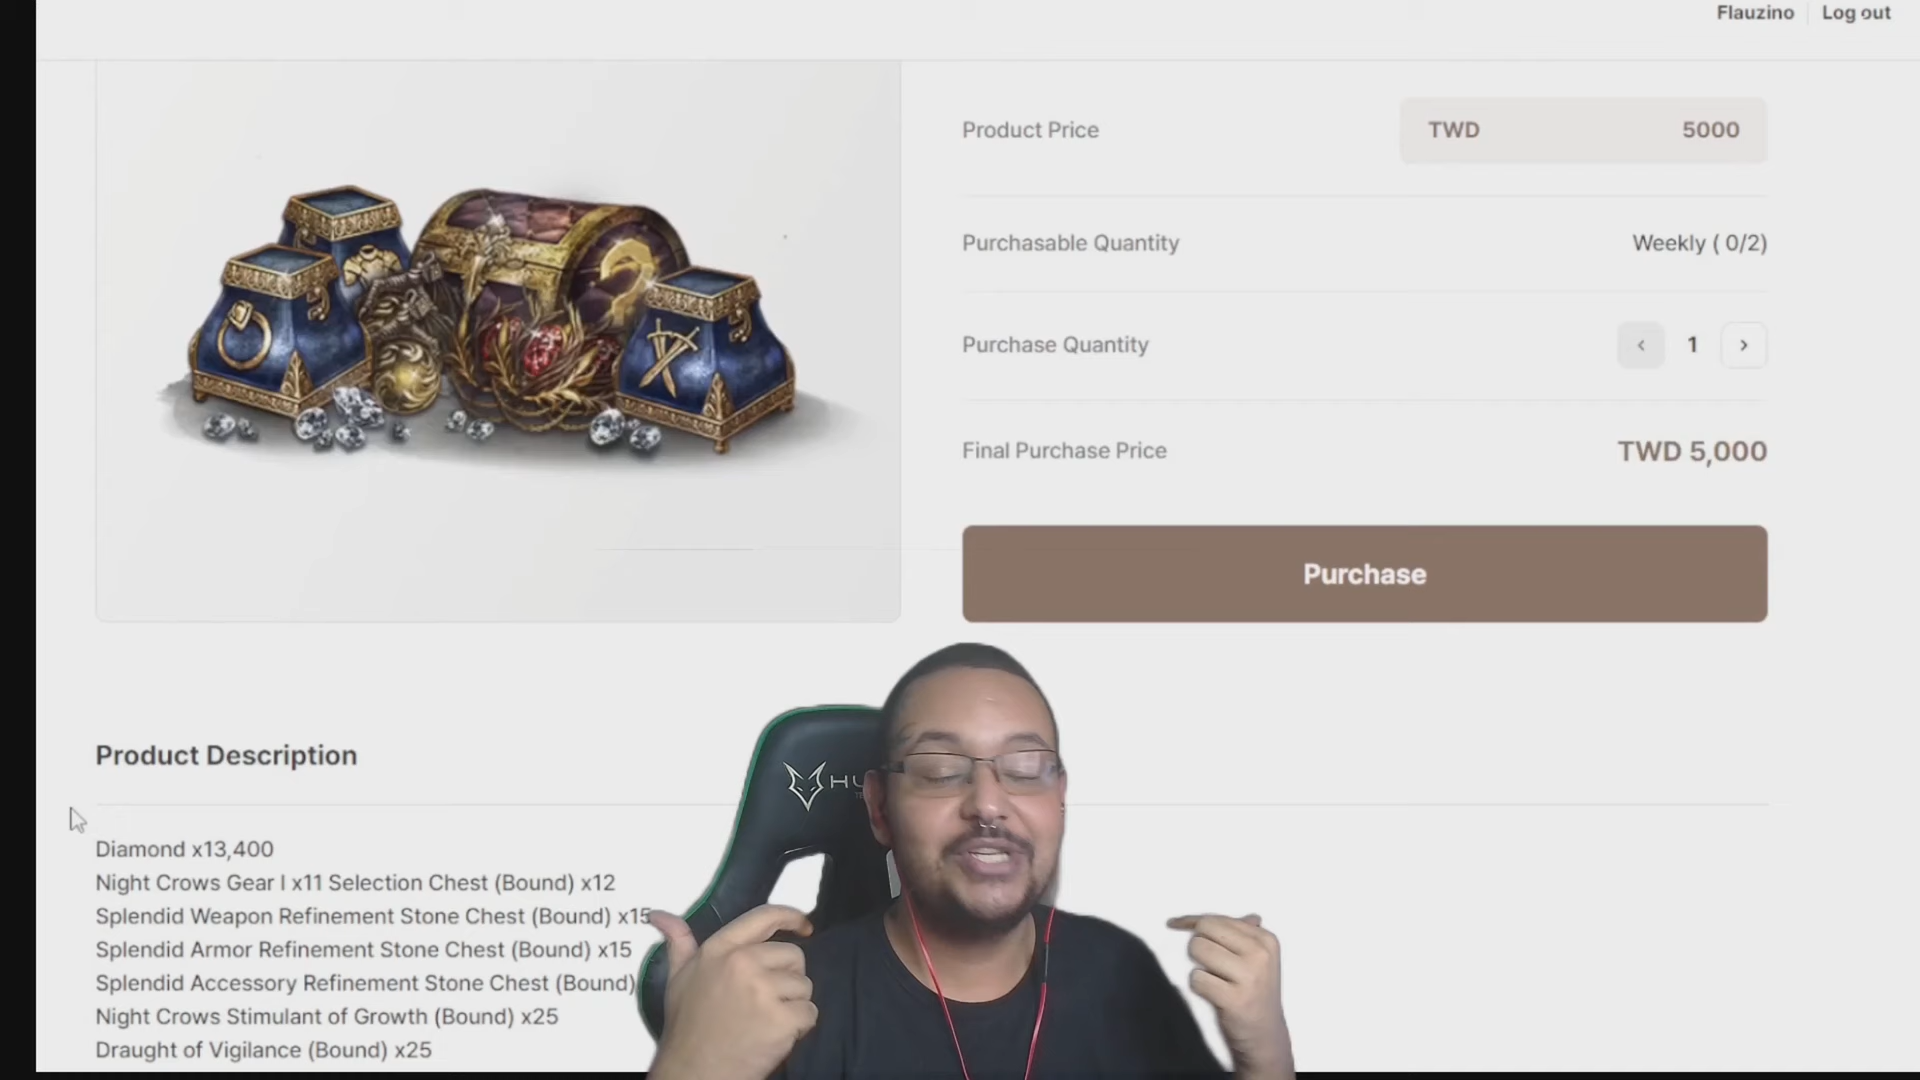 Flauzino
Log out
Product Price
TWD
5000
Purchasable Quantity
Weekly ( 0/2)
Purchase Quantity
1
Final Purchase Price
TWD 5,000
Purchase
Product Description
Diamond x13,400
Night Crows Gear I x11 Selection Chest (Bound) x12
Splendid Weapon Refinement Stone Chest (Bound) x15
Splendid Armor Refinement Stone Chest (Bound) x15
Splendid Accessory Refinement Stone Chest (Bound)
Night Crows Stimulant of Growth (Bound) x25
Draught of Vigilance (Bound) x25